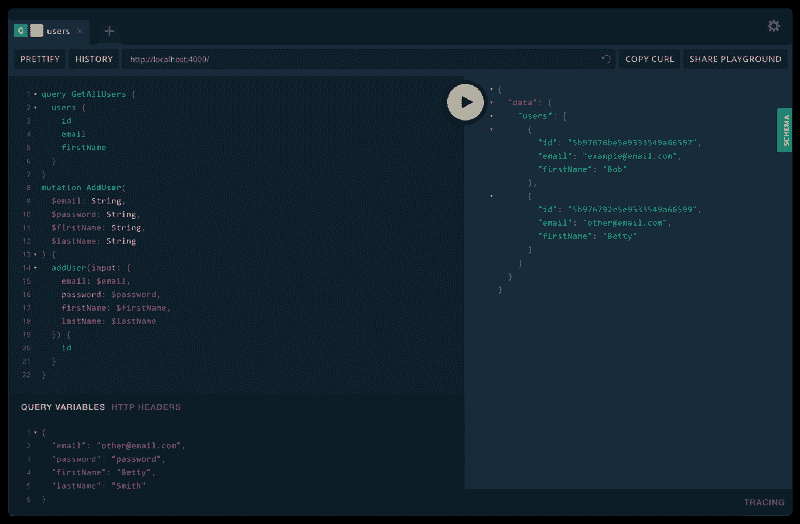 Q users ×
+
PRETTIFY HISTORY http://localhost:4000/ COPY CURL SHARE PLAYGROUND
1 query GetAllUsers {
2 users {
3 id
4 email
5 firstName
6 }
7 }
8 mutation AddUser(
9 $email: String,
10 $password: String,
11 $firstName: String,
12 $lastName: String
13 ) {
14 addUser(input: {
15 email: $email,
16 password: $password,
17 firstName: $firstName,
18 lastName: $lastName
19 }) {
20 id
21 }
22 }
QUERY VARIABLES HTTP HEADERS
1 {
2 "email": "other@email.com",
3 "password": "password",
4 "firstName": "Betty",
5 "lastName": "Smith"
6 }
{
"data": {
"users": [
{
"id":
"email": "example@email.com",
"firstName": "Bob"
},
{
"id":
"email": "other@email.com",
"firstName": "Betty"
}
]
}
}
SCHEMA
TRACING